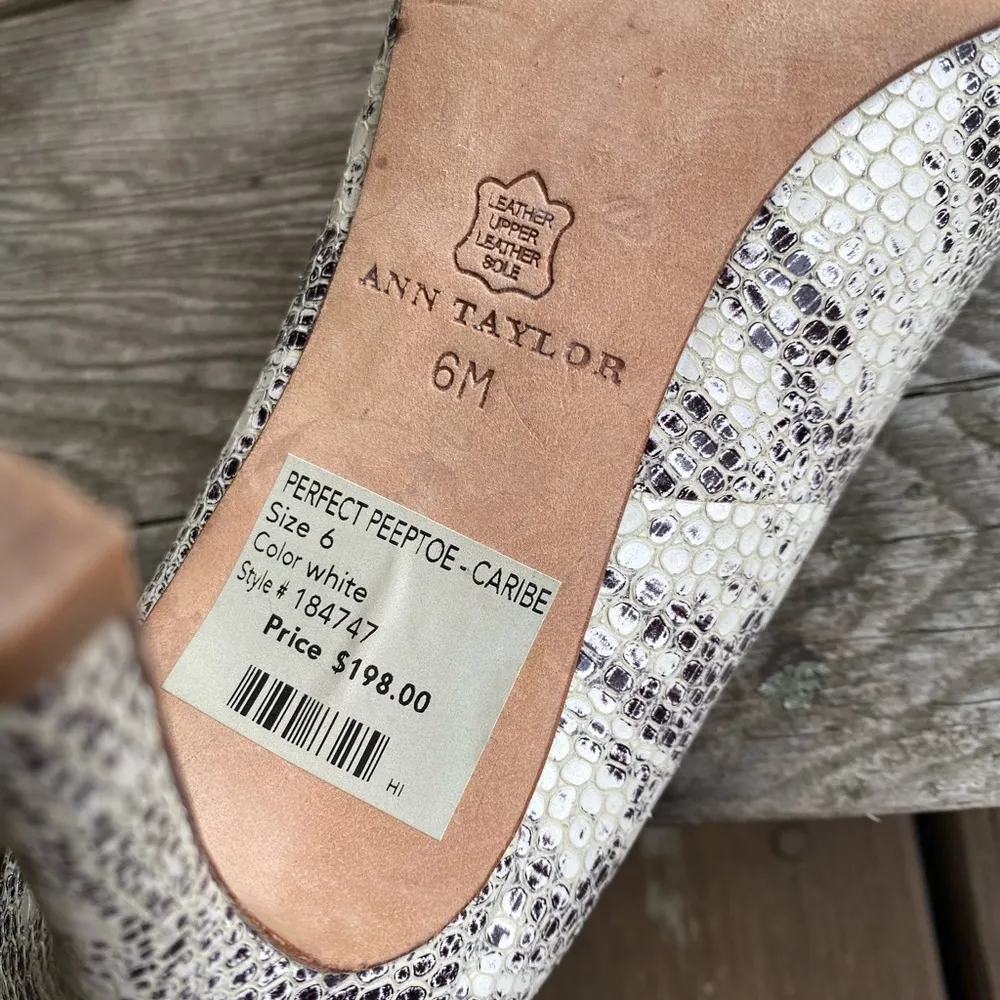 LEATHER
UPPER
LEATHER
SOLE
ANN TAYLOR
6M
PERFECT PEEPTOE - CARIBE
Size 6
Color white
Style # 184747
Price $198.00
HI